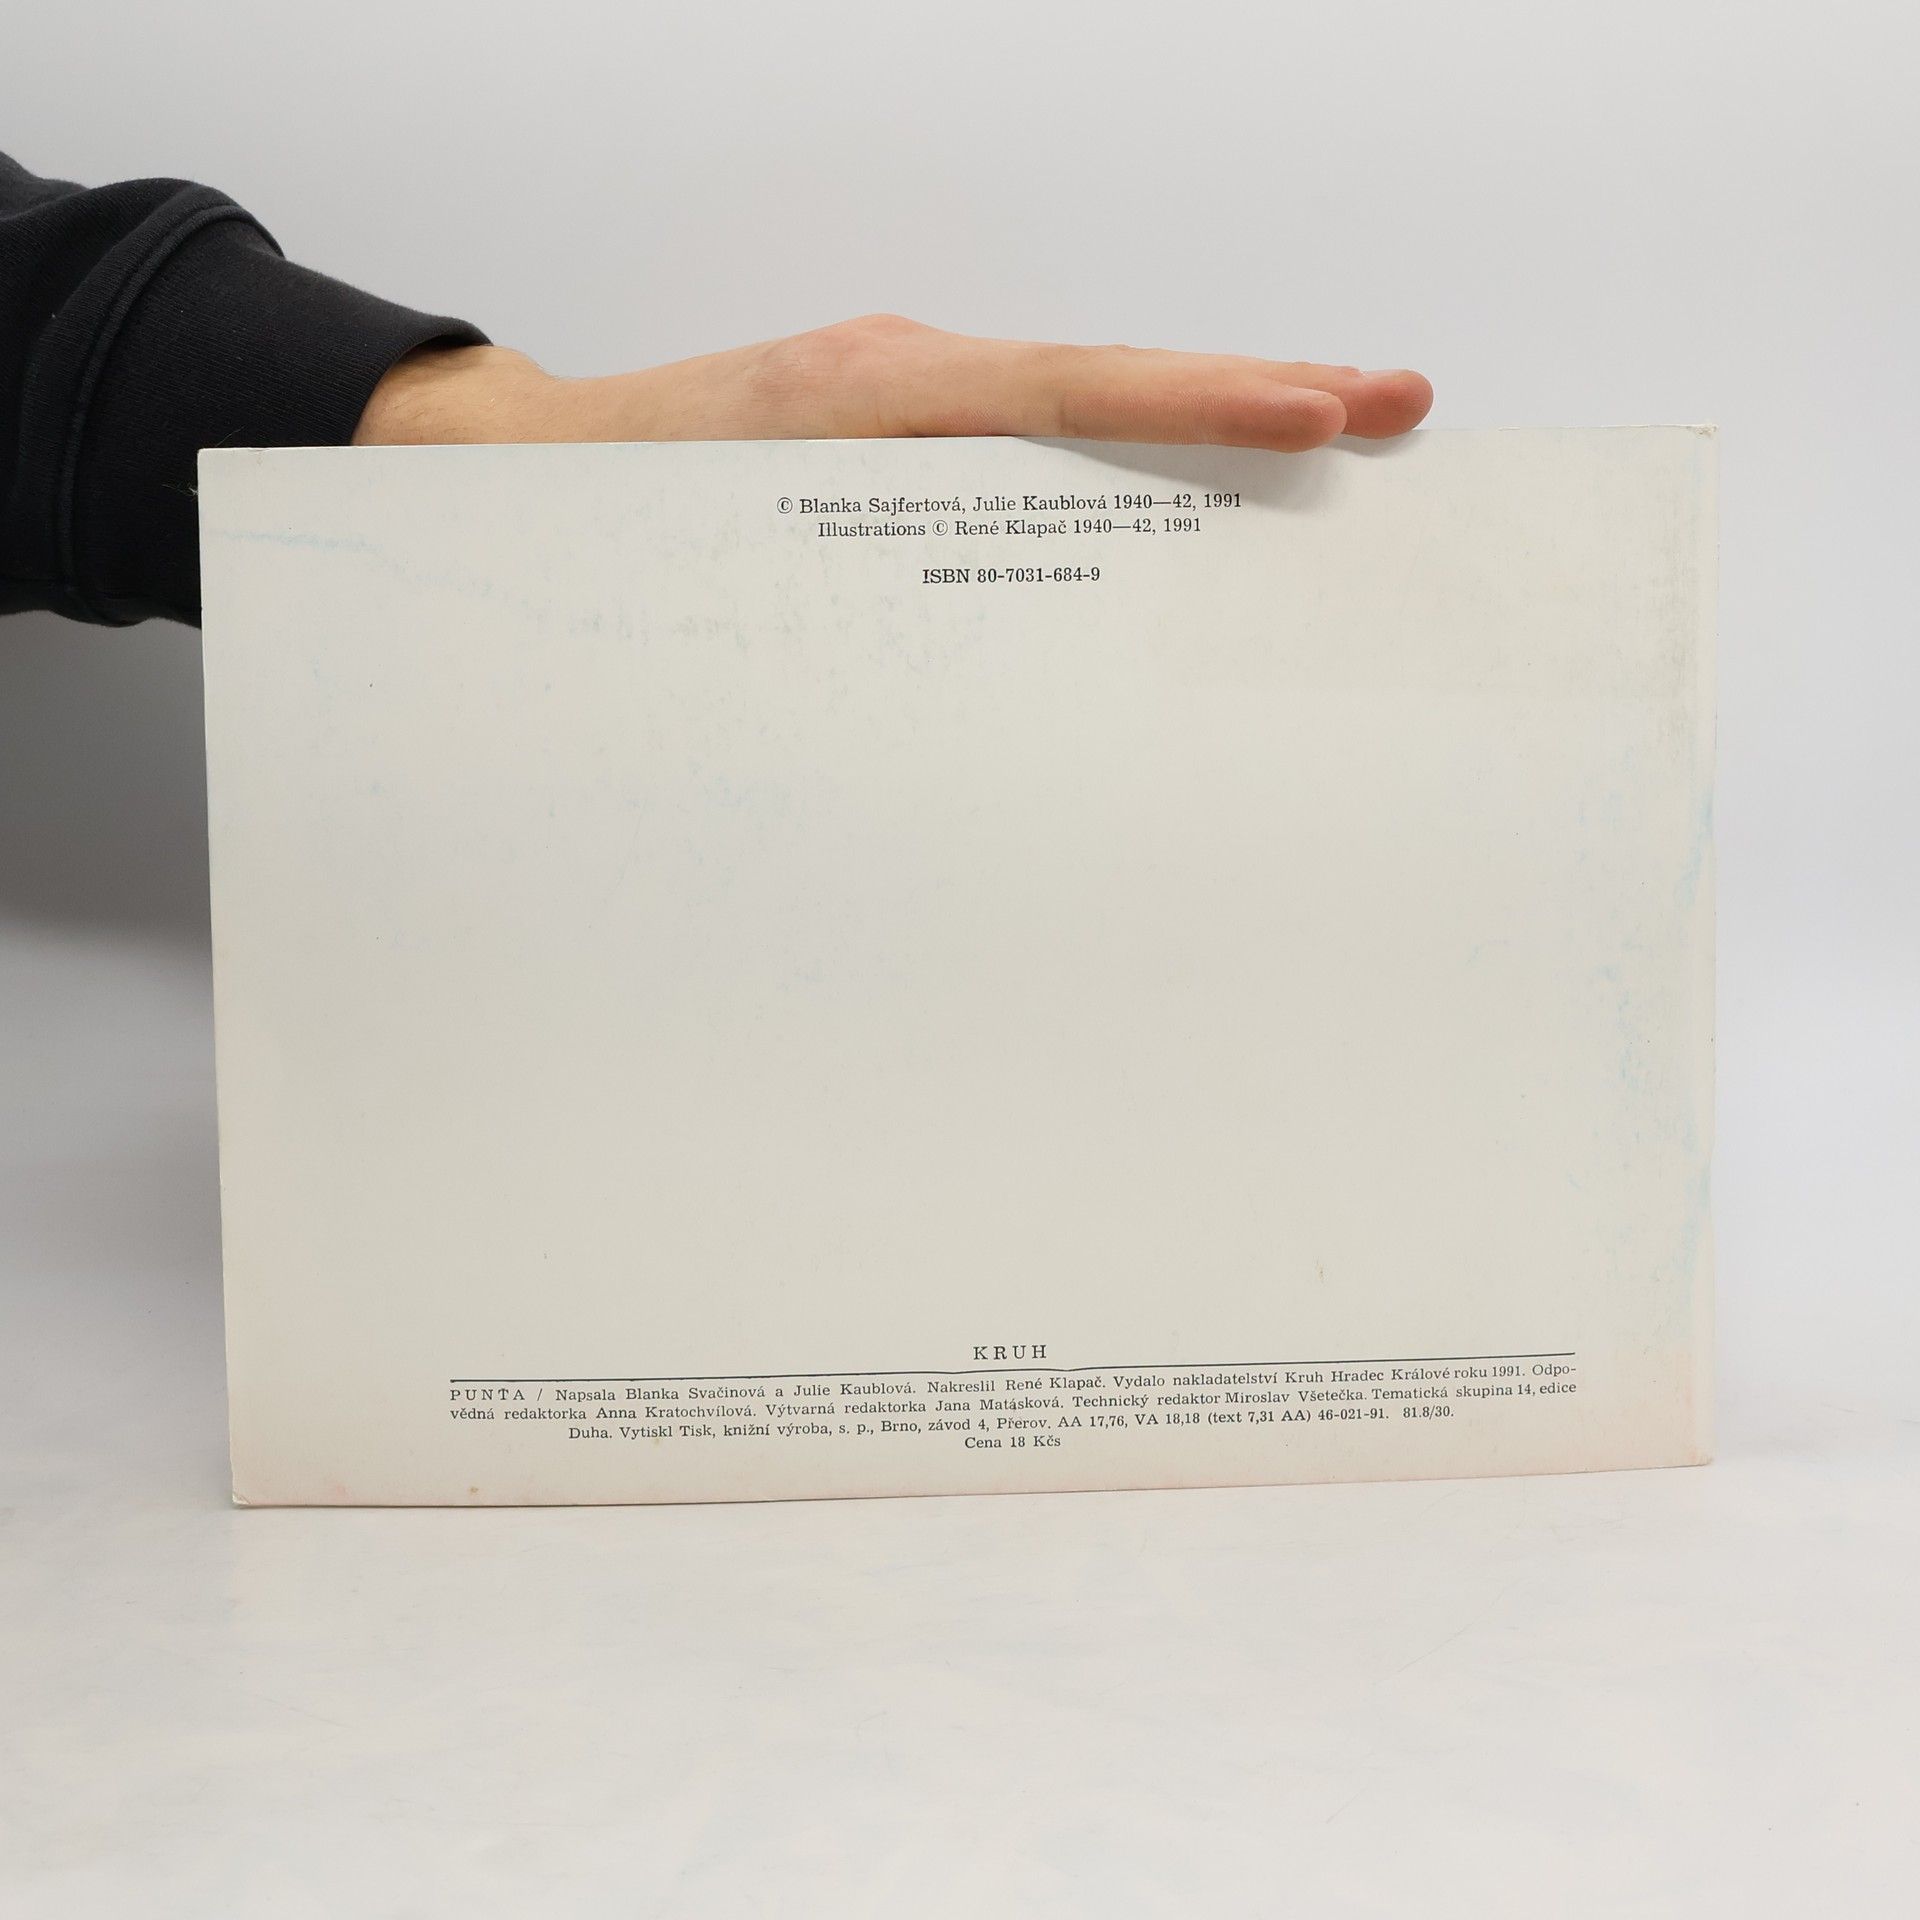 © Blanka Sajfertová, Julie Kaublová 1940—42, 1991
Illustrations © René Klapač 1940—42, 1991
ISBN 80-7031-684-9
KRUH
PUNŤA / Napsala Blanka Svačinová a Julie Kaublová. Nakreslil René Klapač. Vydalo nakladatelství Kruh Hradec Králové roku 1991. Odpo-
vědná redaktorka Anna Kratochvílová. Výtvarná redaktorka Jana Matásková. Technický redaktor Miroslav Všetečka. Tematická skupina 14, edice
Duha. Vytiskl Tisk, knižní výroba, s. p., Brno, závod 4, Přerov. AA 17,76, VA 18,18 (text 7,31 AA) 46-021-91. 81.8/30.
Cena 18 Kčs